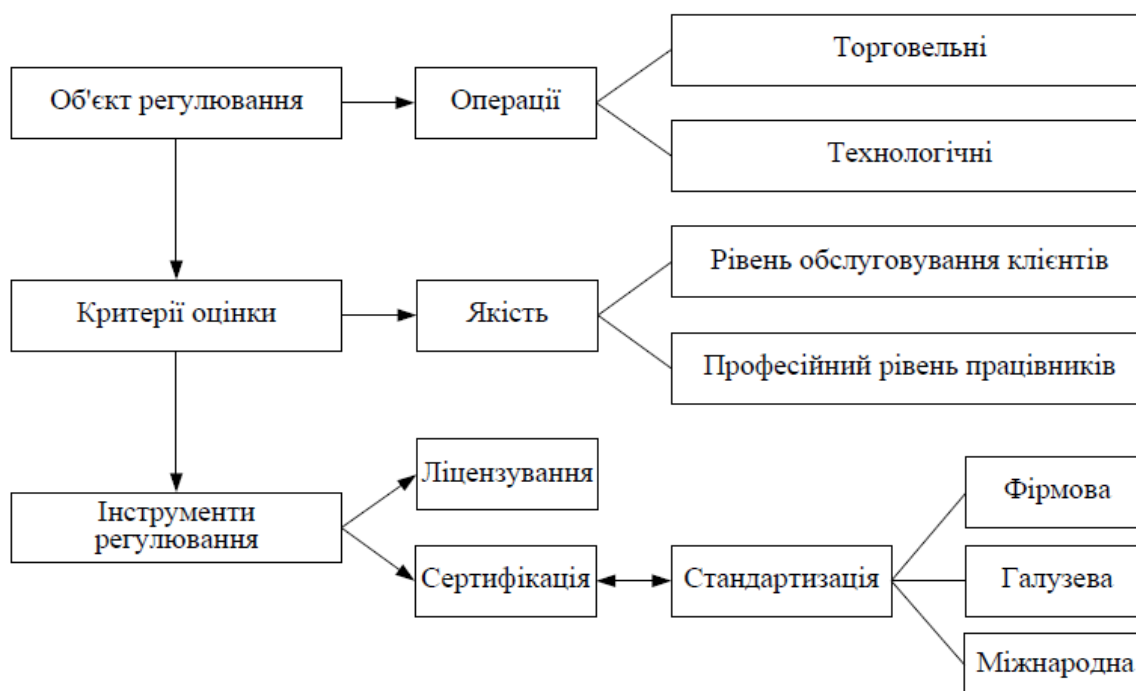 Об'єкт регулювання
Операції
Торговельні
Технологічні
Критерії оцінки
Якість
Рівень обслуговування клієнтів
Професійний рівень працівників
Інструменти
регулювання
Ліцензування
Сертифікація
Стандартизація
Фірмова
Галузева
Міжнародна